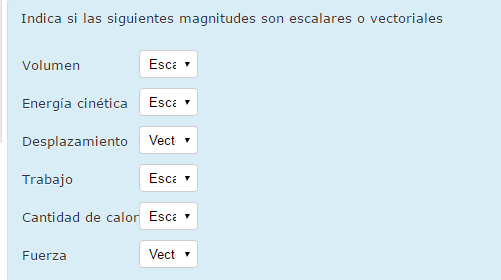 Indica si las siguientes magnitudes son escalares o vectoriales
Volumen Esca
Energía cinética Esca
Desplazamiento Vect
Trabajo Esca
Cantidad de calor Esca
Fuerza Vect